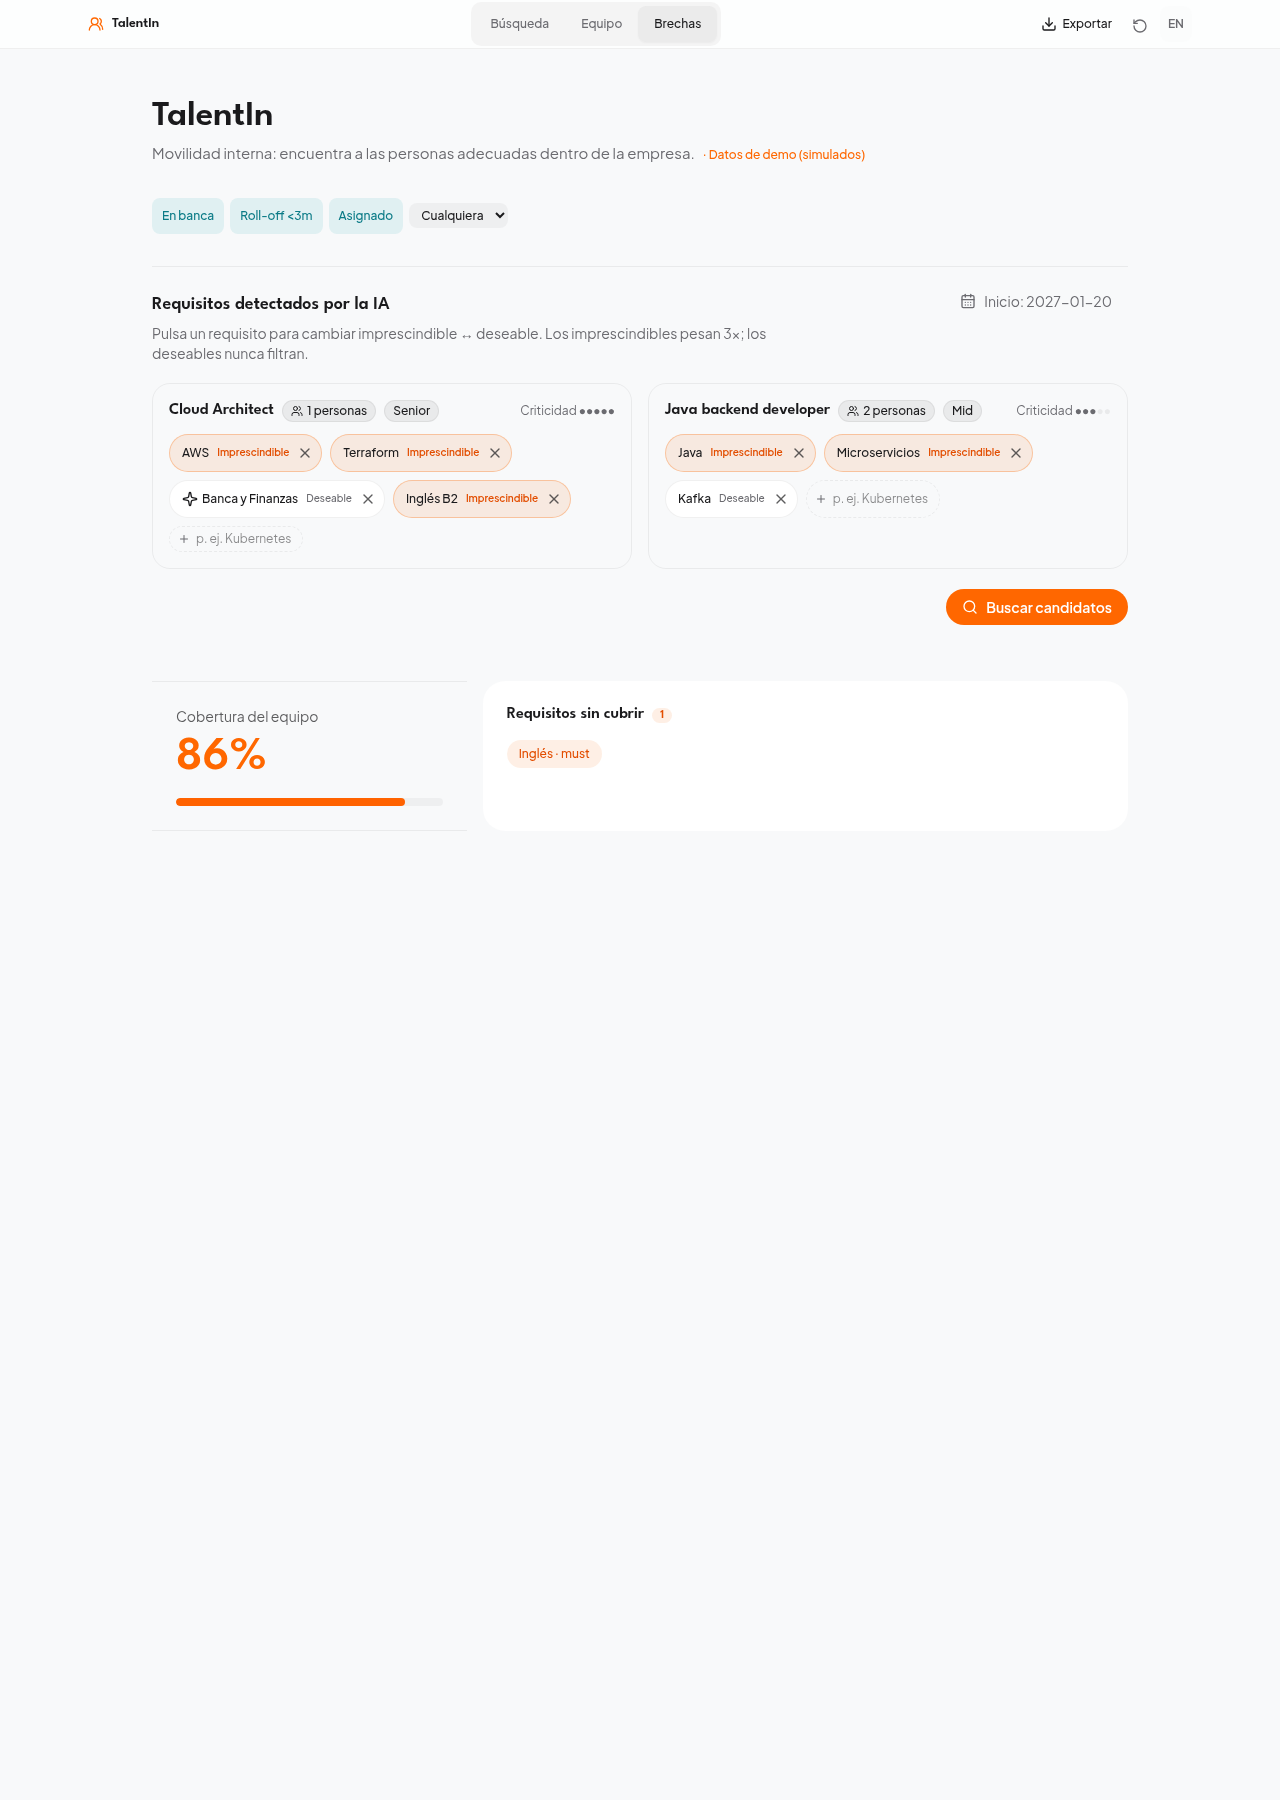 TalentIn
Búsqueda Equipo Brechas
Exportar EN
TalentIn
Movilidad interna: encuentra a las personas adecuadas dentro de la empresa. · Datos de demo (simulados)
En banca Roll-off <3m Asignado Cualquiera
Requisitos detectados por la IA
Inicio: 2027-01-20
Pulsa un requisito para cambiar imprescindible ↔ deseable. Los imprescindibles pesan 3×; los
deseables nunca filtran.
Cloud Architect 1 personas Senior Criticidad ●●●●●
AWS Imprescindible × Terraform Imprescindible ×
Banca y Finanzas Deseable × Inglés B2 Imprescindible ×
+ p. ej. Kubernetes
Java backend developer 2 personas Mid Criticidad ●●●●●
Java Imprescindible × Microservicios Imprescindible ×
Kafka Deseable × + p. ej. Kubernetes
Buscar candidatos
Cobertura del equipo
86%
Requisitos sin cubrir 1
Inglés · must